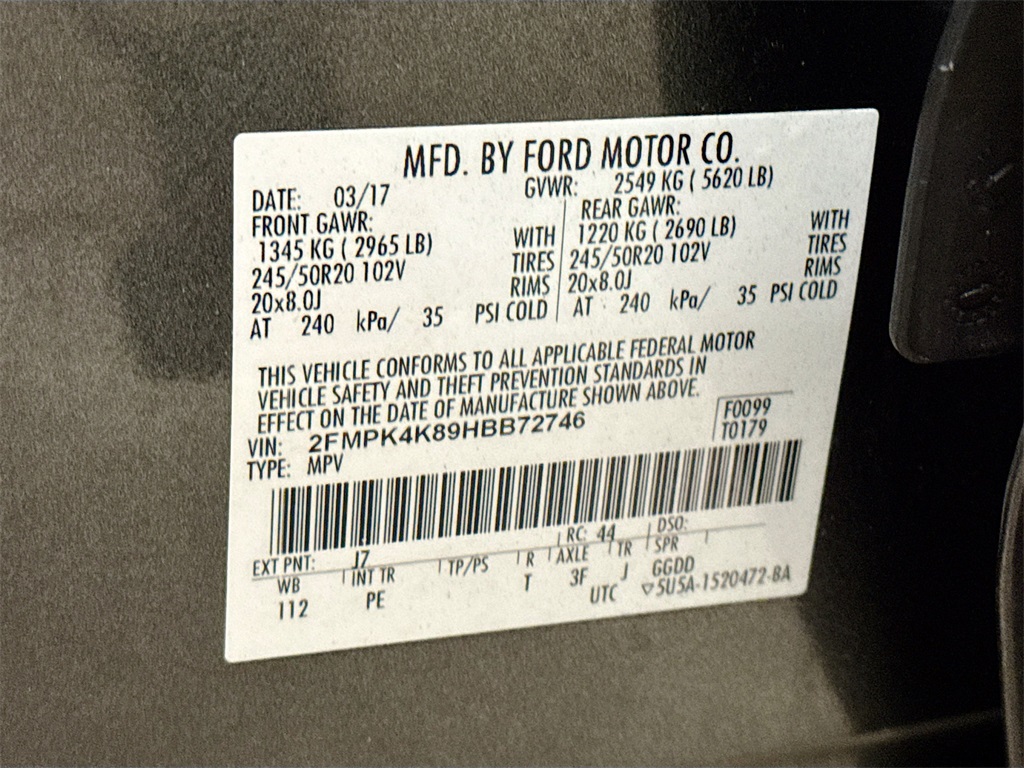 MFD. BY FORD MOTOR CO.
DATE: 03/17 GVWR: 2549 KG ( 5620 LB)
FRONT GAWR: REAR GAWR:
1345 KG ( 2965 LB) WITH 1220 KG ( 2690 LB) WITH
245/50R20 102V TIRES 245/50R20 102V TIRES
20x8.0J RIMS 20x8.0J RIMS
AT 240 kPa/ 35 PSI COLD AT 240 kPa/ 35 PSI COLD
THIS VEHICLE CONFORMS TO ALL APPLICABLE FEDERAL MOTOR
VEHICLE SAFETY AND THEFT PREVENTION STANDARDS IN
EFFECT ON THE DATE OF MANUFACTURE SHOWN ABOVE.
VIN: 2FMPK4K89HBB72746 F0099
TYPE: MPV T0179
EXT PNT: J7 RC: 44 DSO:
WB INT TR TP/PS R AXLE TR SPR
112 PE T 3F J GGDD
UTC ▽5U5A-1520472-BA